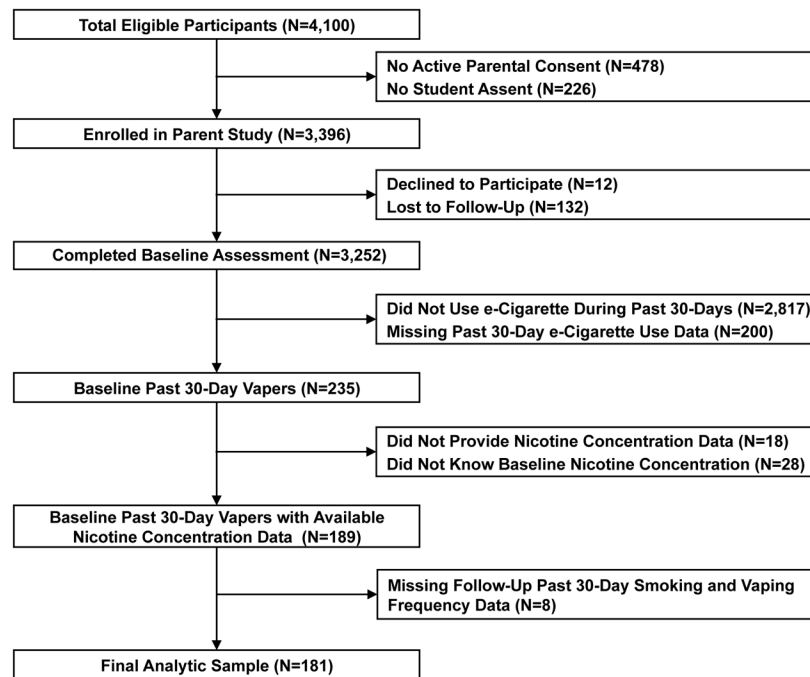 Total Eligible Participants (N=4,100)
No Active Parental Consent (N=478)
No Student Assent (N=226)
Enrolled in Parent Study (N=3,396)
Declined to Participate (N=12)
Lost to Follow-Up (N=132)
Completed Baseline Assessment (N=3,252)
Did Not Use e-Cigarette During Past 30-Days (N=2,817)
Missing Past 30-Day e-Cigarette Use Data (N=200)
Baseline Past 30-Day Vapers (N=235)
Did Not Provide Nicotine Concentration Data (N=18)
Did Not Know Baseline Nicotine Concentration (N=28)
Baseline Past 30-Day Vapers with Available
Nicotine Concentration Data (N=189)
Missing Follow-Up Past 30-Day Smoking and Vaping
Frequency Data (N=8)
Final Analytic Sample (N=181)